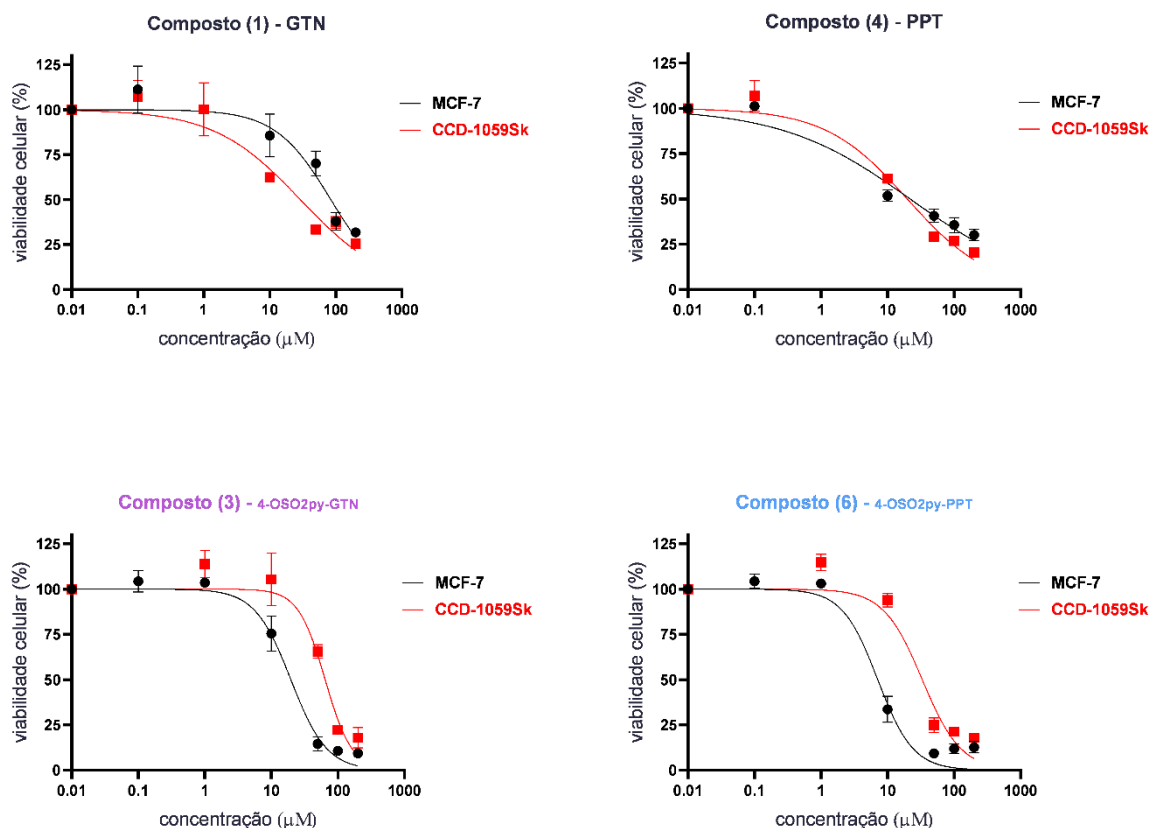 Composto (1) - GTN
viabilidade celular (%)
125
100
75
50
25
0
0.01 0.1 1 10 100 1000
concentração (μM)
MCF-7
CCD-1059Sk
Composto (4) - PPT
viabilidade celular (%)
125
100
75
50
25
0
0.01 0.1 1 10 100 1000
concentração (μM)
MCF-7
CCD-1059Sk
Composto (3) - 4-OSO2py-GTN
viabilidade celular (%)
125
100
75
50
25
0
0.01 0.1 1 10 100 1000
concentração (μM)
MCF-7
CCD-1059Sk
Composto (6) - 4-OSO2py-PPT
viabilidade celular (%)
125
100
75
50
25
0
0.01 0.1 1 10 100 1000
concentração (μM)
MCF-7
CCD-1059Sk